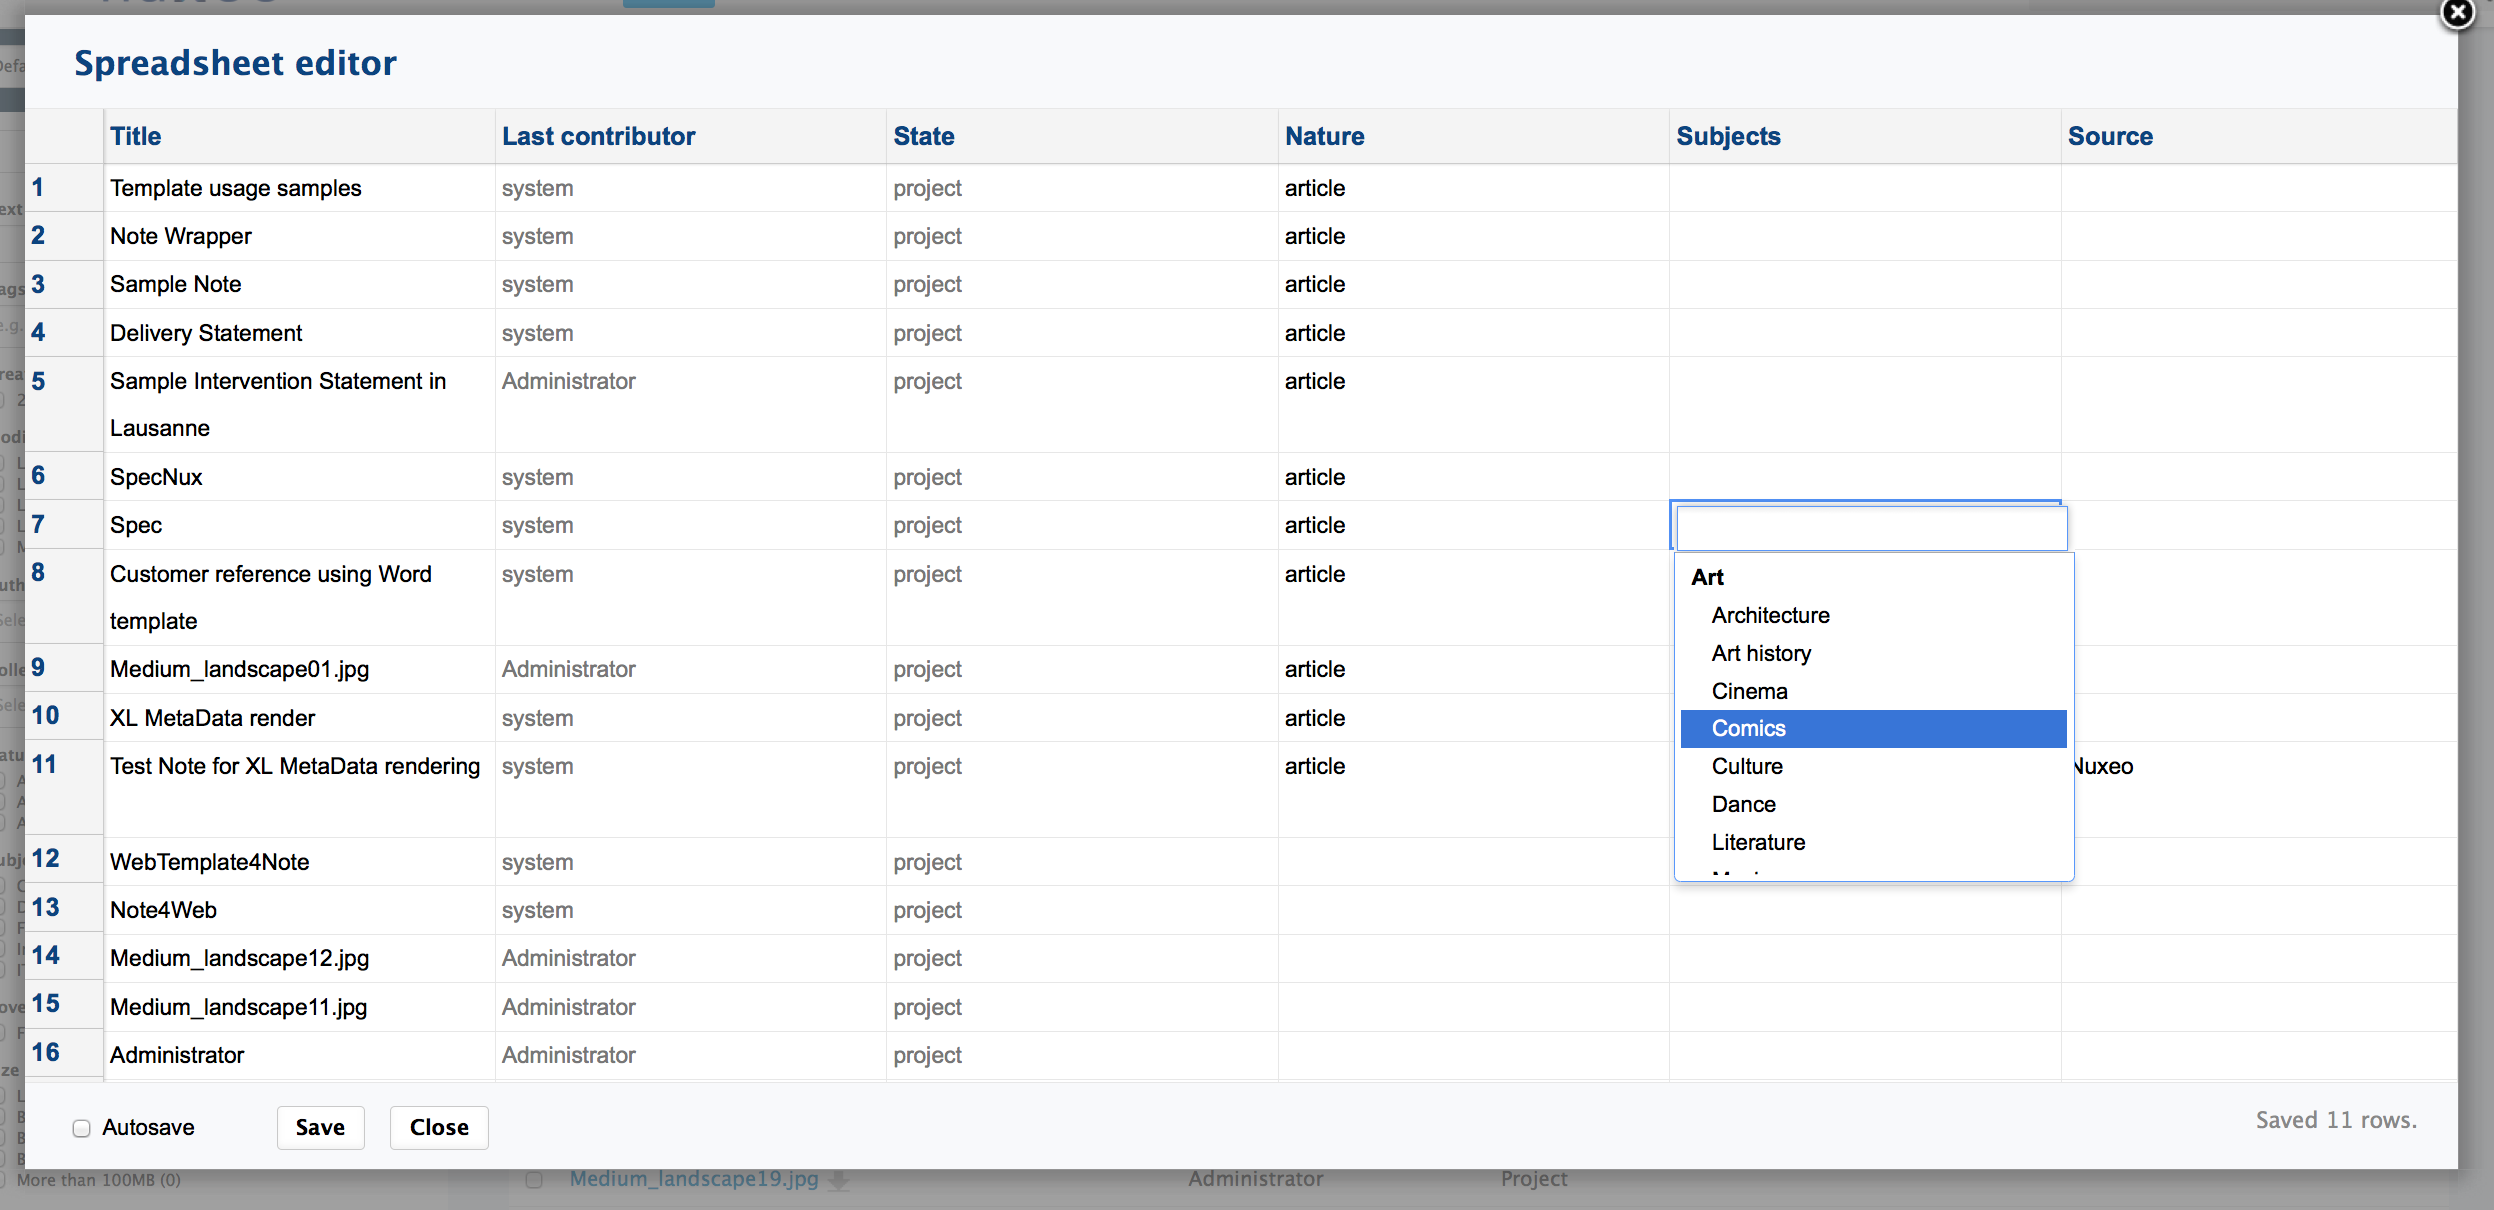 Spreadsheet editor
Title Last contributor State Nature Subjects Source
1 Template usage samples system project article
2 Note Wrapper system project article
3 Sample Note system project article
4 Delivery Statement system project article
5 Sample Intervention Statement in Administrator project article
Lausanne
6 SpecNux system project article
7 Spec system project article
8 Customer reference using Word system project article
template
Art
Architecture
Art history
Cinema
Comics
Culture
Dance
Literature
9 Medium_landscape01.jpg Administrator project article
10 XL MetaData render system project article
11 Test Note for XL MetaData rendering system project article Nuxeo
12 WebTemplate4Note system project
13 Note4Web system project
14 Medium_landscape12.jpg Administrator project
15 Medium_landscape11.jpg Administrator project
16 Administrator Administrator project
Autosave Save Close Saved 11 rows.
More than 100MB (0) Medium_landscape19.jpg Administrator Project